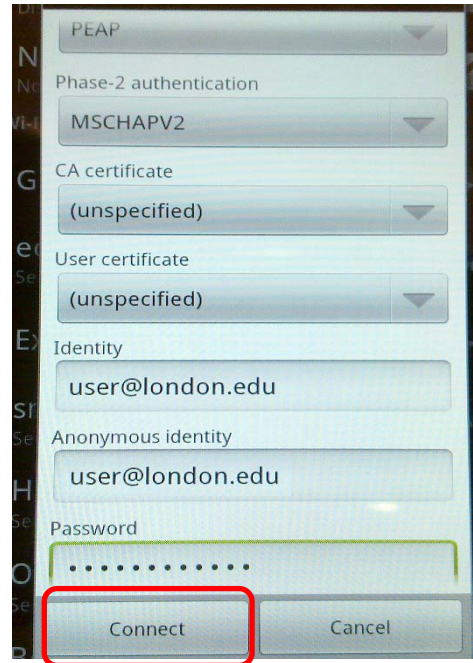 PEAP
Phase-2 authentication
MSCHAPV2
CA certificate
(unspecified)
User certificate
(unspecified)
Identity
user@london.edu
Anonymous identity
user@london.edu
Password
••••••••••••
Connect
Cancel